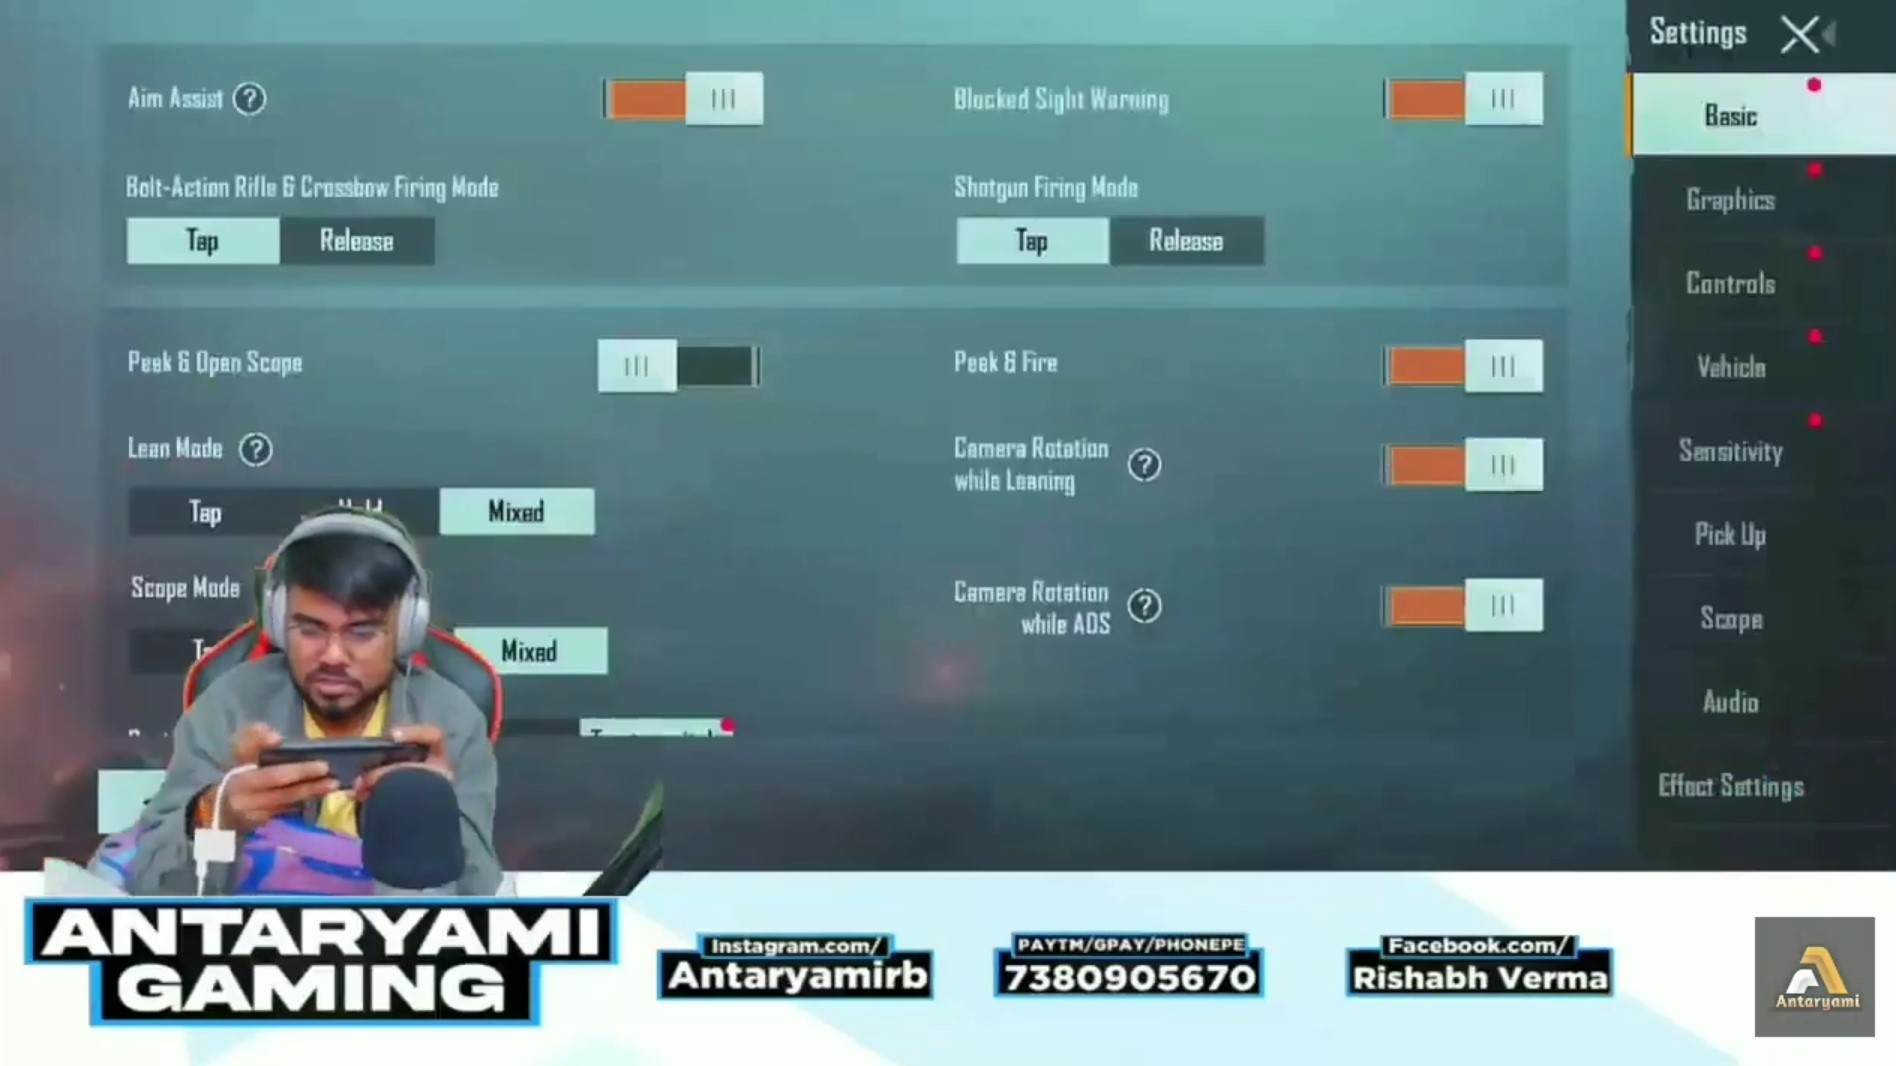 Settings
Aim Assist ?
Blocked Sight Warning
Basic
Bolt-Action Rifle & Crossbow Firing Mode
Shotgun Firing Mode
Graphics
Tap Release
Tap Release
Controls
Peek & Open Scope
Peek & Fire
Vehicle
Lean Mode ?
Camera Rotation
while Leaning ?
Sensitivity
Tap Mixed
Pick Up
Scope Mode
Camera Rotation
while ADS ?
Scope
Mixed
Audio
Effect Settings
ANTARYAMI
GAMING
Instagram.com/
Antaryamirb
PAYTM/GPAY/PHONEPE
7380905670
Facebook.com/
Rishabh Verma
Antaryami